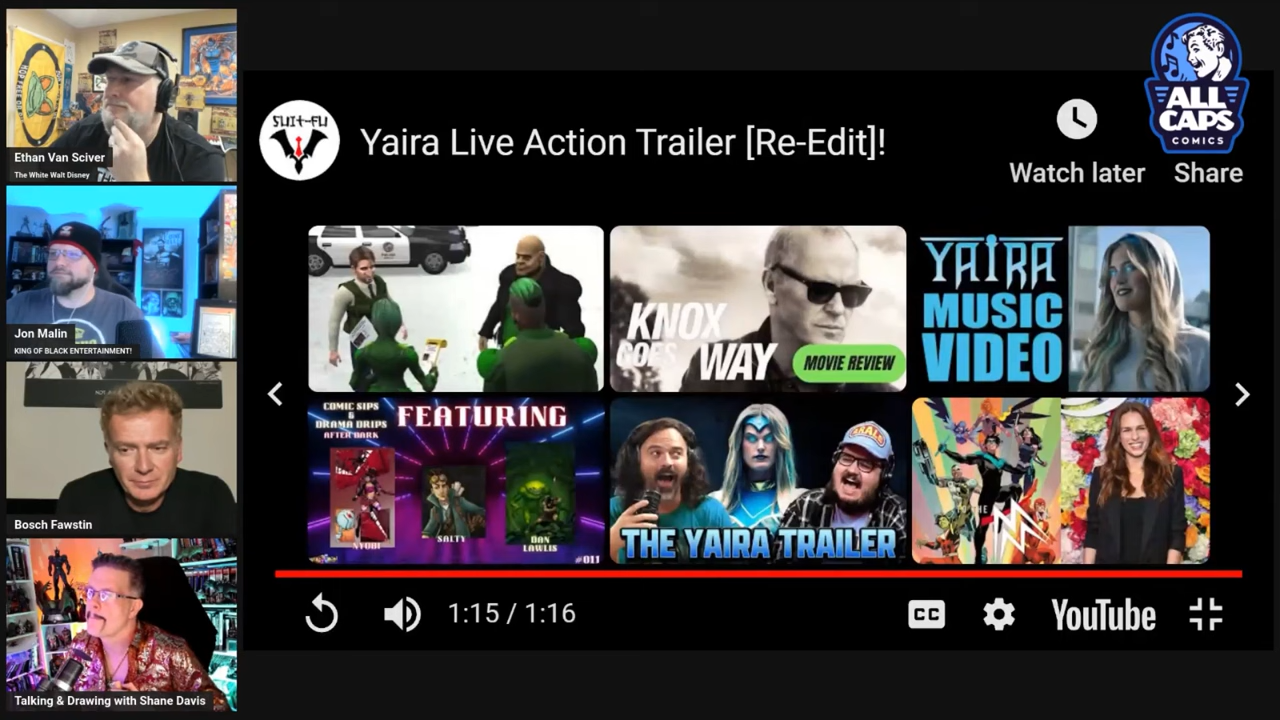 Ethan Van Sciver
The White Walt Disney
Jon Malin
KING OF BLACK ENTERTAINMENT!
Bosch Fawstin
Talking & Drawing with Shane Davis
SUIT-FU
Yaira Live Action Trailer [Re-Edit]!
Watch later
Share
ALL
CAPS
COMICS
KNOX
GOES WAY
MOVIE REVIEW
YAIRA
MUSIC
VIDEO
COMIC SIPS
&
DRAMA DRIPS
AFTER DARK
FEATURING
NYOBI
SALTY
DAN
LAWLIS
#011
THE YAIRA TRAILER
1:15 / 1:16
CC
YouTube